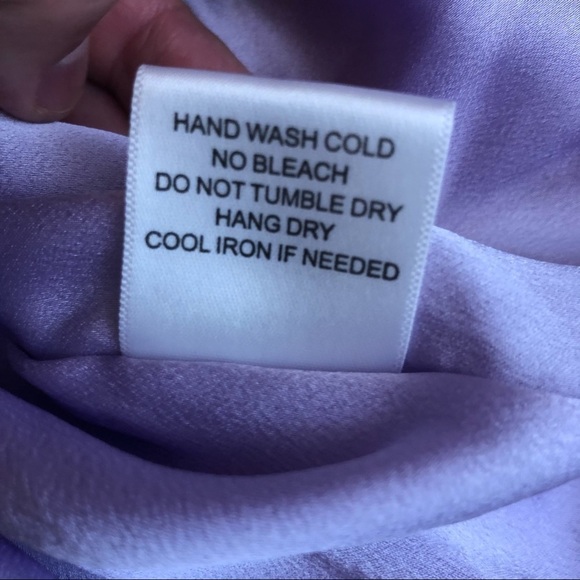 HAND WASH COLD
NO BLEACH
DO NOT TUMBLE DRY
HANG DRY
COOL IRON IF NEEDED